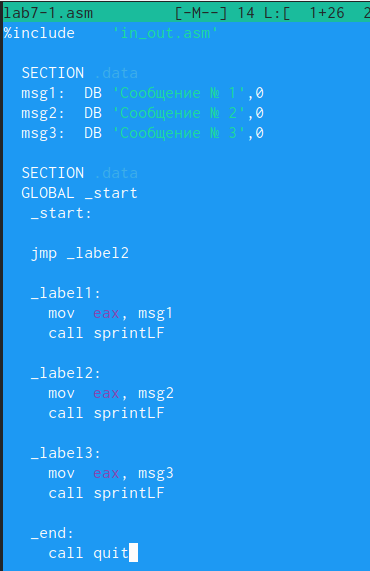 lab7-1.asm         [-M--] 14 L:[  1+26  2
%include    'in_out.asm'
SECTION .data
msg1:  DB 'Сообщение № 1',0
msg2:  DB 'Сообщение № 2',0
msg3:  DB 'Сообщение № 3',0
SECTION .data
GLOBAL _start
_start:
jmp _label2
_label1:
mov  eax, msg1
call sprintLF
_label2:
mov  eax, msg2
call sprintLF
_label3:
mov  eax, msg3
call sprintLF
_end:
call quit